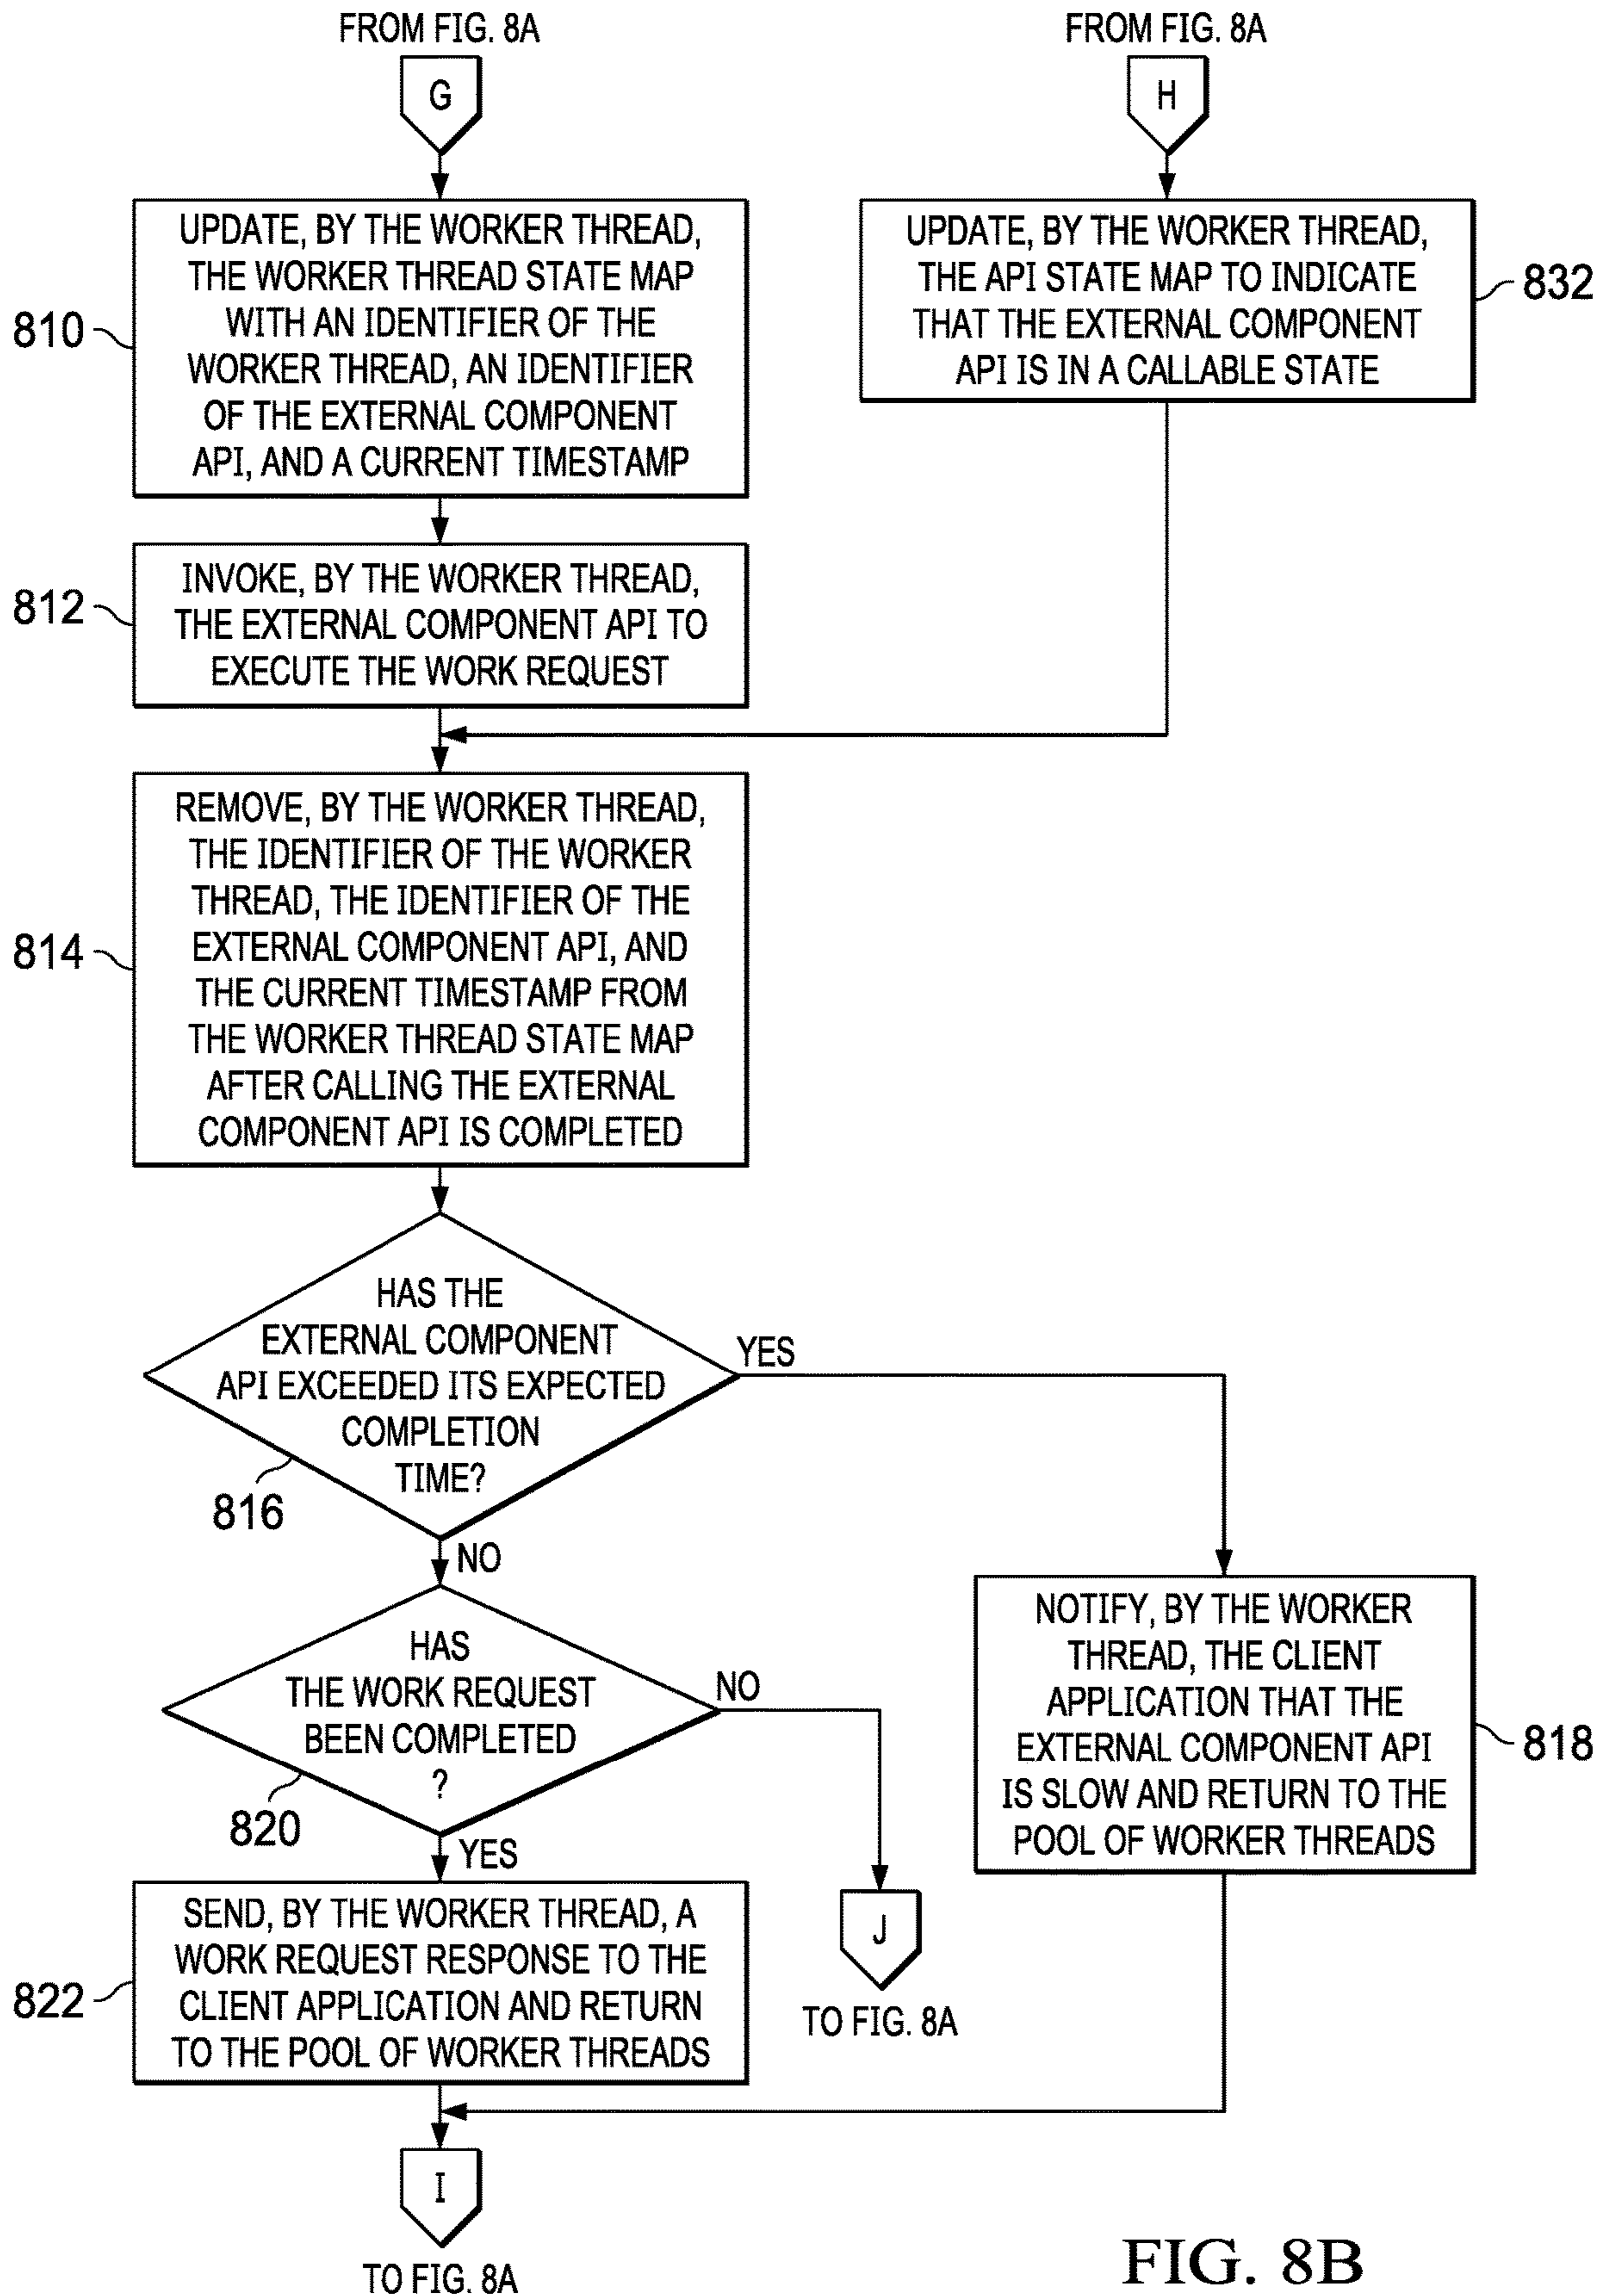 FROM FIG. 8A
G
FROM FIG. 8A
H
UPDATE, BY THE WORKER THREAD,
THE WORKER THREAD STATE MAP
WITH AN IDENTIFIER OF THE
WORKER THREAD, AN IDENTIFIER
OF THE EXTERNAL COMPONENT
API, AND A CURRENT TIMESTAMP
810
UPDATE, BY THE WORKER THREAD,
THE API STATE MAP TO INDICATE
THAT THE EXTERNAL COMPONENT
API IS IN A CALLABLE STATE
832
INVOKE, BY THE WORKER THREAD,
THE EXTERNAL COMPONENT API TO
EXECUTE THE WORK REQUEST
812
REMOVE, BY THE WORKER THREAD,
THE IDENTIFIER OF THE WORKER
THREAD, THE IDENTIFIER OF THE
EXTERNAL COMPONENT API, AND
THE CURRENT TIMESTAMP FROM
THE WORKER THREAD STATE MAP
AFTER CALLING THE EXTERNAL
COMPONENT API IS COMPLETED
814
HAS THE
EXTERNAL COMPONENT
API EXCEEDED ITS EXPECTED
COMPLETION
TIME?
816
YES
NO
HAS
THE WORK REQUEST
BEEN COMPLETED
?
820
NO
YES
NOTIFY, BY THE WORKER
THREAD, THE CLIENT
APPLICATION THAT THE
EXTERNAL COMPONENT API
IS SLOW AND RETURN TO THE
POOL OF WORKER THREADS
818
SEND, BY THE WORKER THREAD, A
WORK REQUEST RESPONSE TO THE
CLIENT APPLICATION AND RETURN
TO THE POOL OF WORKER THREADS
822
J
TO FIG. 8A
I
TO FIG. 8A
FIG. 8B